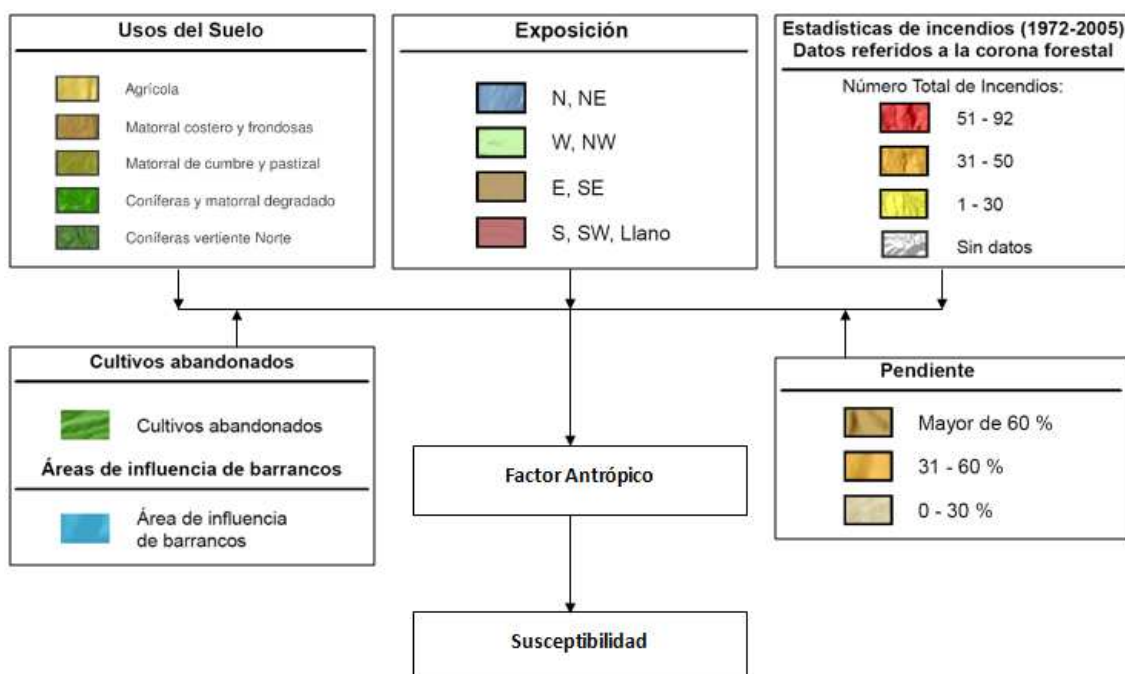 Usos del Suelo
Agrícola
Matorral costero y frondosas
Matorral de cumbre y pastizal
Coníferas y matorral degradado
Coníferas vertiente Norte
Exposición
N, NE
W, NW
E, SE
S, SW, Llano
Estadísticas de incendios (1972-2005)
Datos referidos a la corona forestal
Número Total de Incendios:
51 - 92
31 - 50
1 - 30
Sin datos
Cultivos abandonados
Cultivos abandonados
Áreas de influencia de barrancos
Área de influencia
de barrancos
Factor Antrópico
Pendiente
Mayor de 60 %
31 - 60 %
0 - 30 %
Susceptibilidad